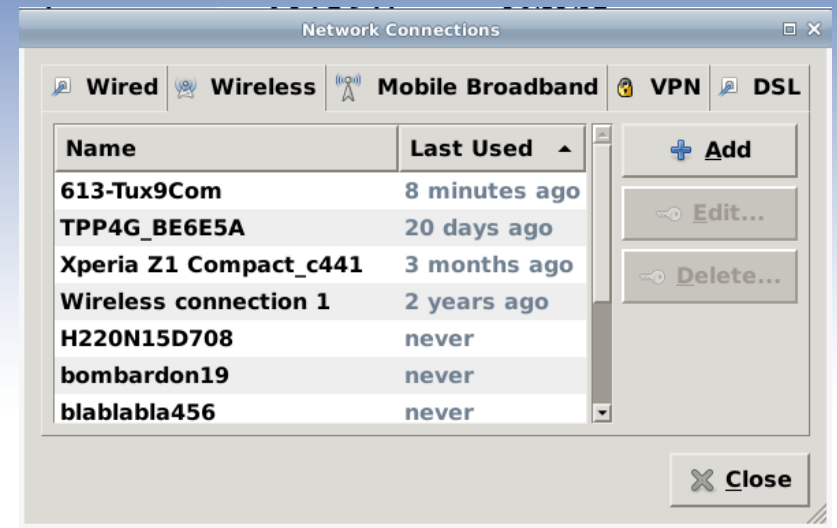 Network Connections
Wired Wireless Mobile Broadband VPN DSL
Name Last Used
Add
613-Tux9Com 8 minutes ago
TPP4G_BE6E5A 20 days ago
Edit...
Xperia Z1 Compact_c441 3 months ago
Delete...
Wireless connection 1 2 years ago
H220N15D708 never
bombardon19 never
blablabla456 never
Close